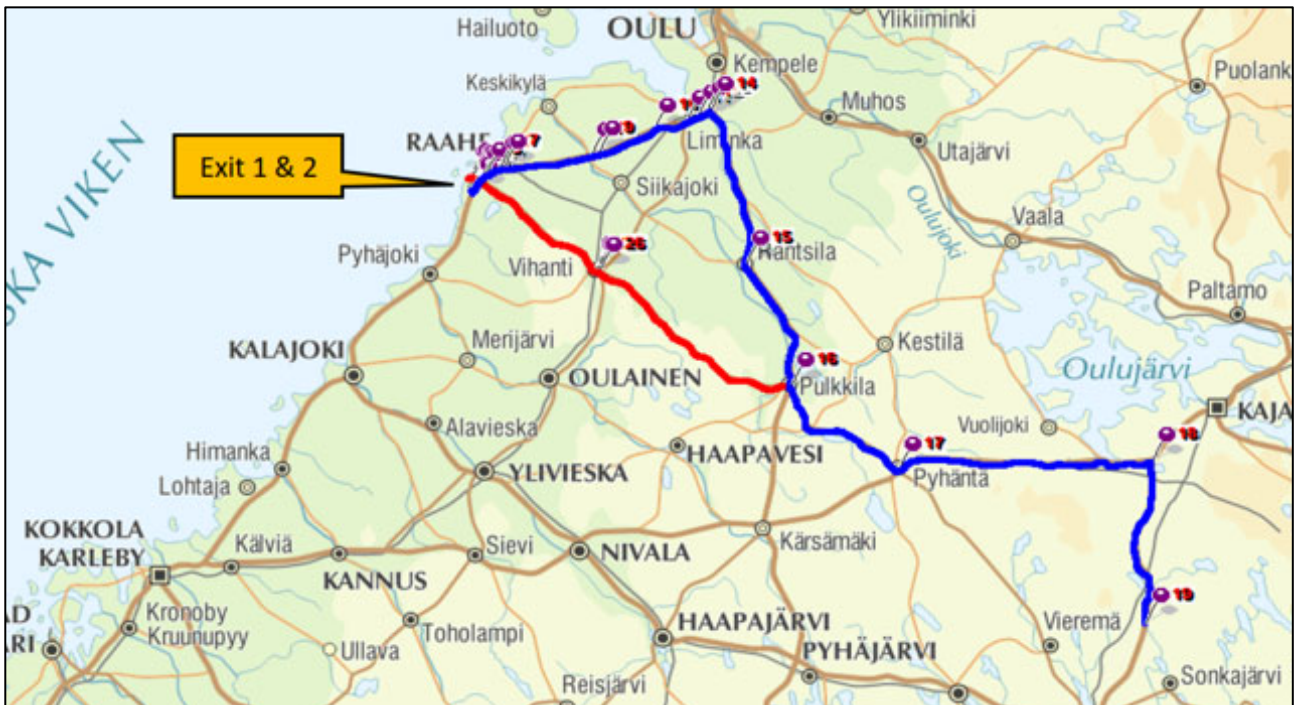 Hailuoto
OULU
Ylikiiminki
Kempele
Puolank
Keskikylä
14
Muhos
RAAHE
7
9
Liminka
Utajärvi
Exit 1 & 2
Siikajoki
Oulujoki
Vaala
SKA VIKEN
15
Rantsila
Pyhäjoki
Vihanti
26
Paltamo
Merijärvi
Kestilä
KALAJOKI
16
Oulujärvi
OULAINEN
Pulkkila
KAJA
Alavieska
Vuolijoki
17
18
Himanka
HAAPAVESI
YLIVIESKA
Pyhäntä
Lohtaja
KOKKOLA
KARLEBY
Kälviä
Sievi
NIVALA
Kärsämäki
KANNUS
19
AD
ARI
Kronoby
Kruunupyy
Toholampi
HAAPAJÄRVI
Vieremä
Ullava
PYHÄJÄRVI
Reisjärvi
Sonkajärvi